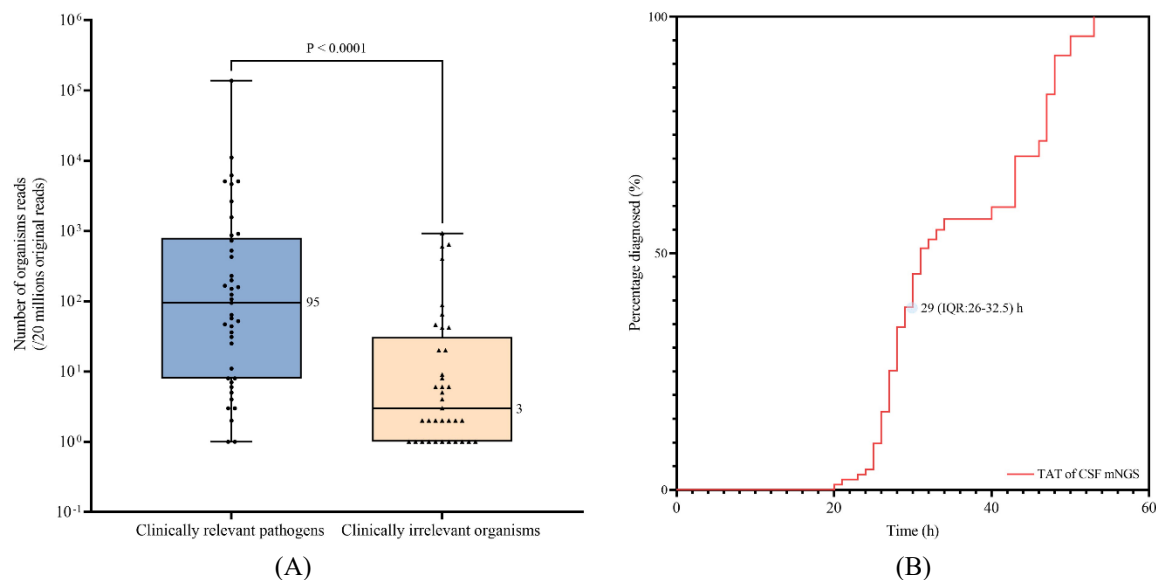 Number of organisms reads
(/20 millions original reads)
10^6
10^5
10^4
10^3
10^2
10^1
10^0
10^-1
P < 0.0001
95
3
Clinically relevant pathogens
Clinically irrelevant organisms
(A)
Percentage diagnosed (%)
100
50
0
29 (IQR:26-32.5) h
TAT of CSF mNGS
0
20
40
60
Time (h)
(B)